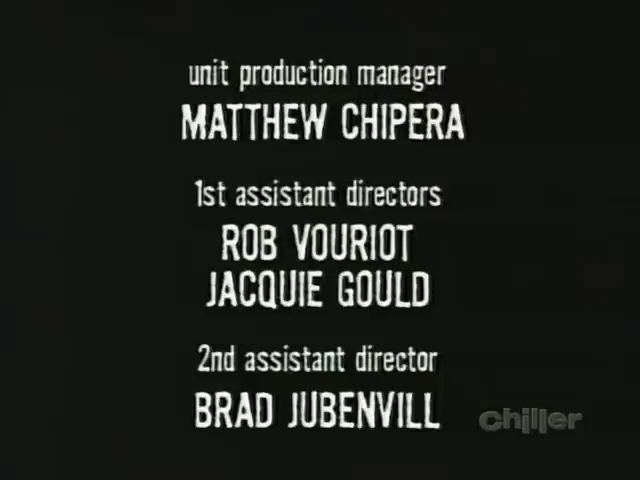 unit production manager
MATTHEW CHIPERA
1st assistant directors
ROB VOURIOT
JACQUIE GOULD
2nd assistant director
BRAD JUBENVILL
chiller